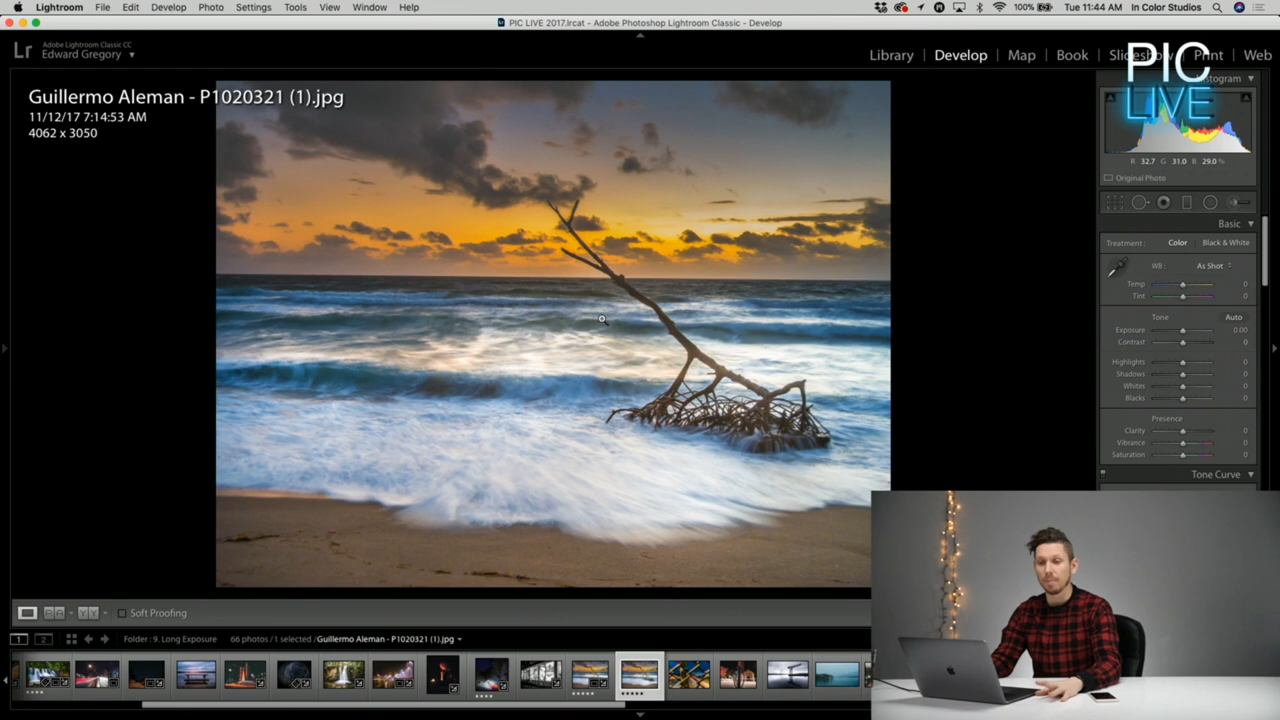 Lightroom File Edit Develop Photo Settings Tools View Window Help 100% Tue 11:44 AM In Color Studios
PIC LIVE 2017.lrcat - Adobe Photoshop Lightroom Classic - Develop
Lr Adobe Lightroom Classic CC
Edward Gregory
Library Develop Map Book Slideshow Print Web
PIC
LIVE
Histogram
Guillermo Aleman - P1020321 (1).jpg
11/12/17 7:14:53 AM
4062 x 3050
R 32.7 G 31.0 B 29.0 %
Original Photo
Basic
Treatment: Color Black & White
WB: As Shot
Temp 0
Tint 0
Tone Auto
Exposure 0.00
Contrast 0
Highlights 0
Shadows 0
Whites 0
Blacks 0
Presence
Clarity 0
Vibrance 0
Saturation 0
Tone Curve
Soft Proofing
1 2 Folder : 9. Long Exposure 66 photos / 1 selected / Guillermo Aleman - P1020321 (1).jpg